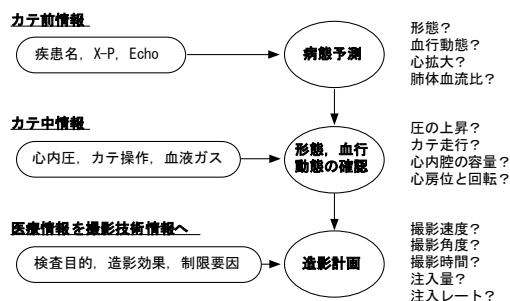 カテ前情報
疾患名，X-P，Echo
病態予測
形態？
血行動態？
心拡大？
肺体血流比？
カテ中情報
心内圧，カテ操作，血液ガス
形態，血行
動態の確認
圧の上昇？
カテ走行？
心内腔の容量？
心房位と回転？
医療情報を撮影技術情報へ
検査目的，造影効果，制限要因
造影計画
撮影速度？
撮影角度？
撮影時間？
注入量？
注入レート？